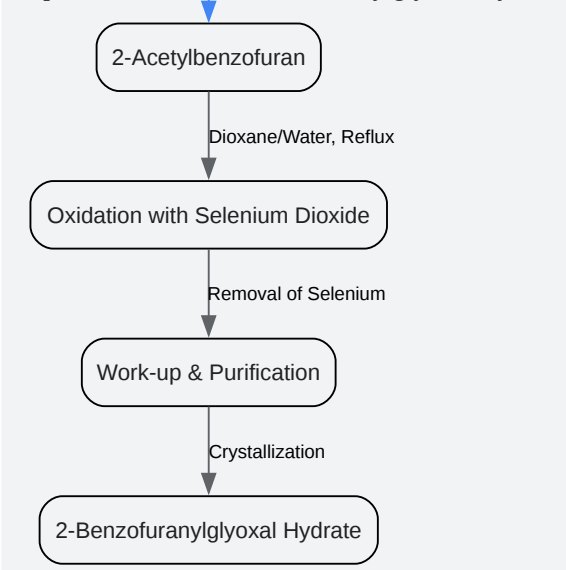 2-Acetylbenzofuran
Dioxane/Water, Reflux
Oxidation with Selenium Dioxide
Removal of Selenium
Work-up & Purification
Crystallization
2-Benzofuranylglyoxal Hydrate